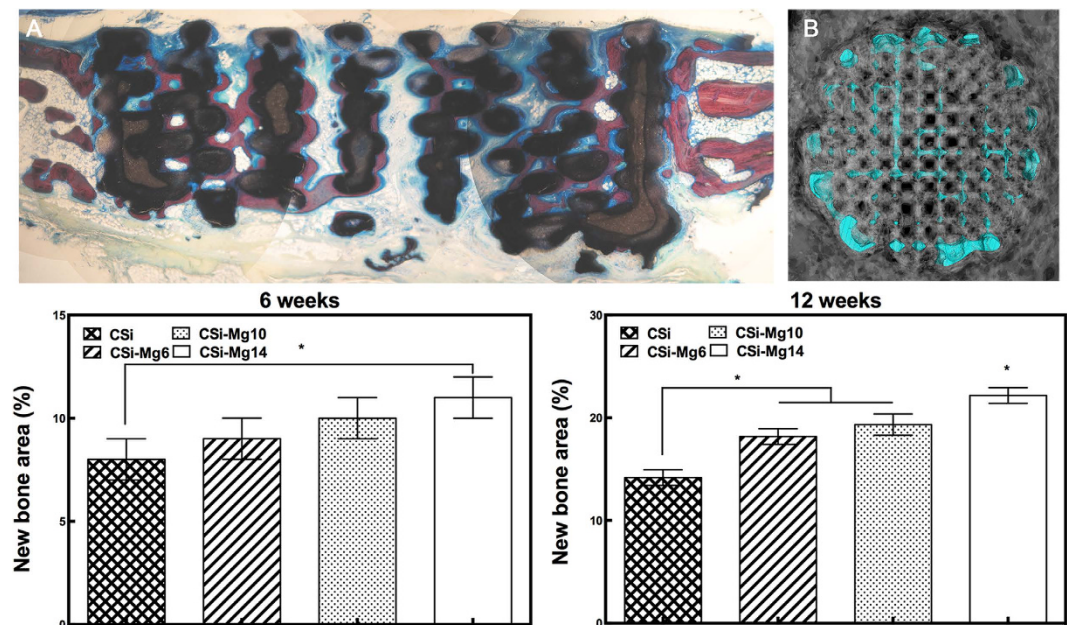 A
B
6 weeks
15
10
5
0
New bone area (%)
CSi
CSi-Mg6
CSi-Mg10
CSi-Mg14
*
12 weeks
30
20
10
0
New bone area (%)
CSi
CSi-Mg6
CSi-Mg10
CSi-Mg14
*
*